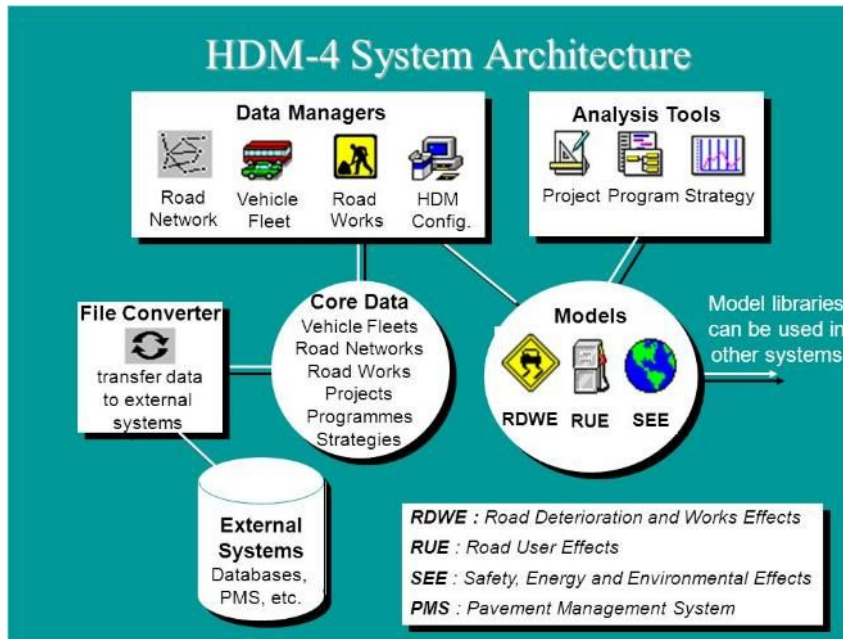 HDM-4 System Architecture
Data Managers
Road
Network
Vehicle
Fleet
Road
Works
HDM
Config.
Analysis Tools
Project
Program
Strategy
File Converter
transfer data
to external
systems
Core Data
Vehicle Fleets
Road Networks
Road Works
Projects
Programmes
Strategies
Models
RDWE
RUE
SEE
Model libraries
can be used in
other systems
External
Systems
Databases,
PMS, etc.
RDWE : Road Deterioration and Works Effects
RUE : Road User Effects
SEE : Safety, Energy and Environmental Effects
PMS : Pavement Management System